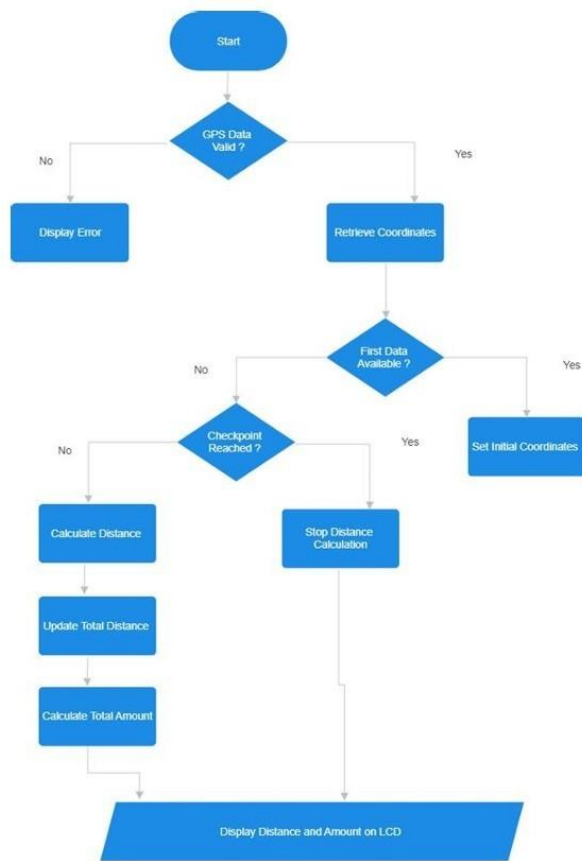 Start
GPS Data
Valid ?
No
Yes
Display Error
Retrieve Coordinates
First Data
Available ?
No
Yes
Checkpoint
Reached ?
No
Yes
Set Initial Coordinates
Calculate Distance
Stop Distance
Calculation
Update Total Distance
Calculate Total Amount
Display Distance and Amount on LCD